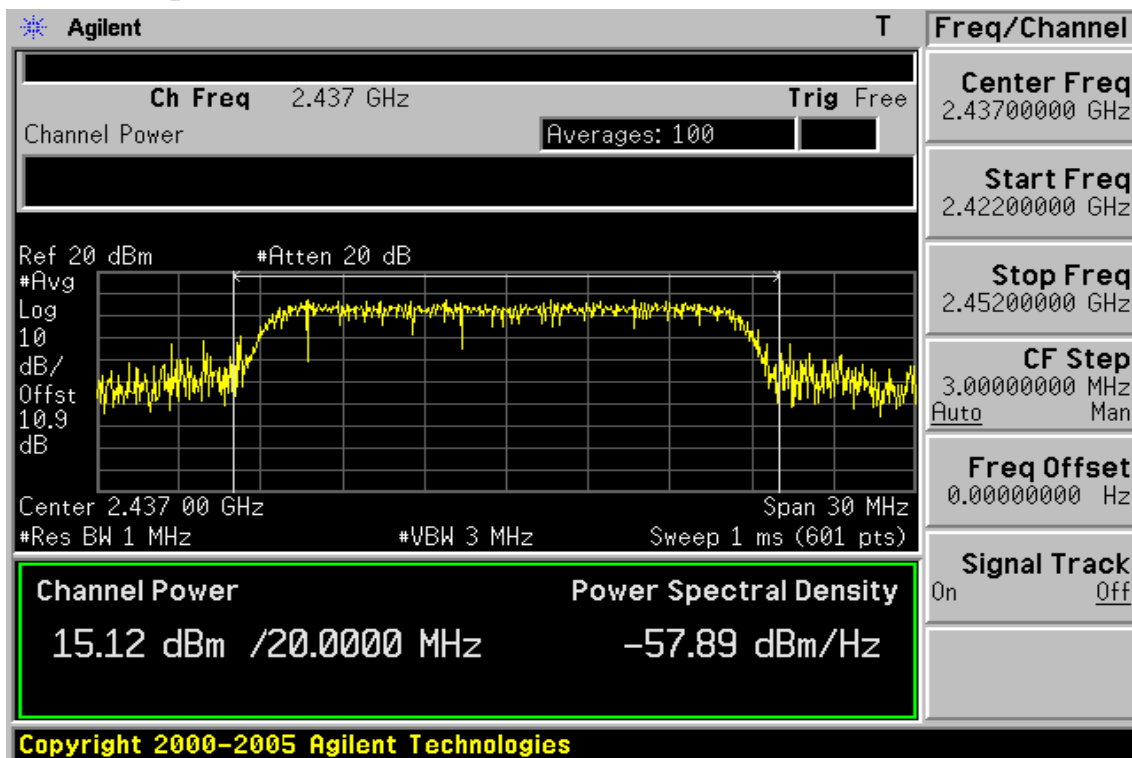 Agilent T
Ch Freq 2.437 GHz Trig Free
Channel Power Averages: 100
Ref 20 dBm #Atten 20 dB
#Avg
Log
10
dB/
Offst
10.9
dB
Center 2.437 00 GHz Span 30 MHz
#Res BW 1 MHz #VBW 3 MHz Sweep 1 ms (601 pts)
Channel Power Power Spectral Density
15.12 dBm /20.0000 MHz -57.89 dBm/Hz
Copyright 2000-2005 Agilent Technologies
Freq/Channel
Center Freq
2.43700000 GHz
Start Freq
2.42200000 GHz
Stop Freq
2.45200000 GHz
CF Step
3.00000000 MHz
Auto Man
Freq Offset
0.00000000 Hz
Signal Track
On Off